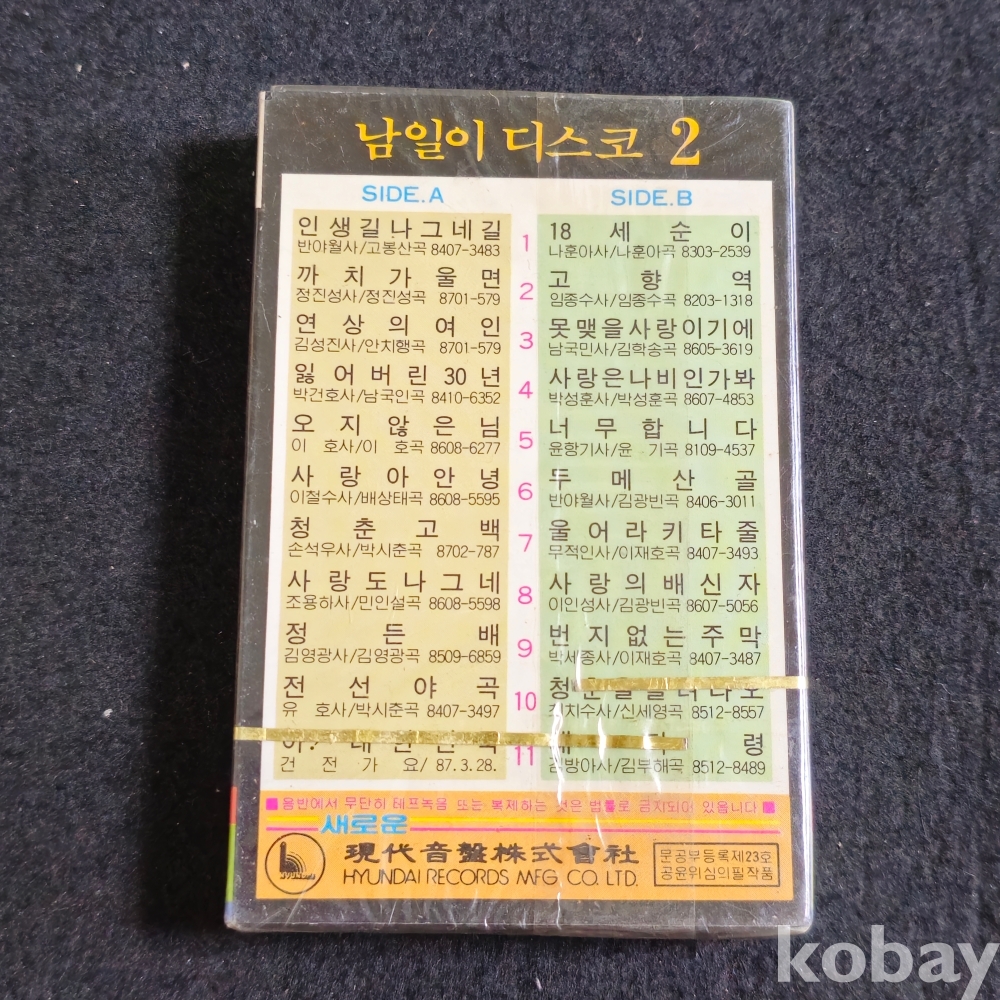 남일이 디스코 2
SIDE.A
인생길나그네길
반야월사/고봉산곡 8407-3483
까치가울면
정진성사/정진성곡 8701-579
연상의여인
김성진사/안치행곡 8701-579
잃어버린 30년
박건호사/남국인곡 8410-6352
오지않은님
이 호사/이 호곡 8608-6277
사랑아안녕
이철수사/배상태곡 8608-5595
청춘고백
손석우사/박시춘곡 8702-787
사랑도나그네
조용하사/민인설곡 8608-5598
정든배
김영광사/김영광곡 8509-6859
전선야곡
유 호사/박시춘곡 8407-3497
건전가요/87.3.28.
1
2
3
4
5
6
7
8
9
10
11
SIDE.B
18세순이
나훈아사/나훈아곡 8303-2539
고향역
임종수사/임종수곡 8203-1318
못맺을사랑이기에
남국민사/김학송곡 8605-3619
사랑은나비인가봐
박성훈사/박성훈곡 8607-4853
너무합니다
윤항기사/윤 기곡 8109-4537
두메산골
반야월사/김광빈곡 8406-3011
울어라키타줄
무적인사/이재호곡 8407-3493
사랑의배신자
이인성사/김광빈곡 8607-5056
번지없는주막
박세종사/이재호곡 8407-3487
신세영곡 8512-8557
령
김부해곡 8512-8489
■음반에서 무단히 테프녹음 또는 복제하는 것은 법률로 금지되어 있음니다■
새로운
現代音盤株式會社
HYUNDAI RECORDS MFG. CO. LTD.
문공부등록제23호
공윤위심의필작품
kobay